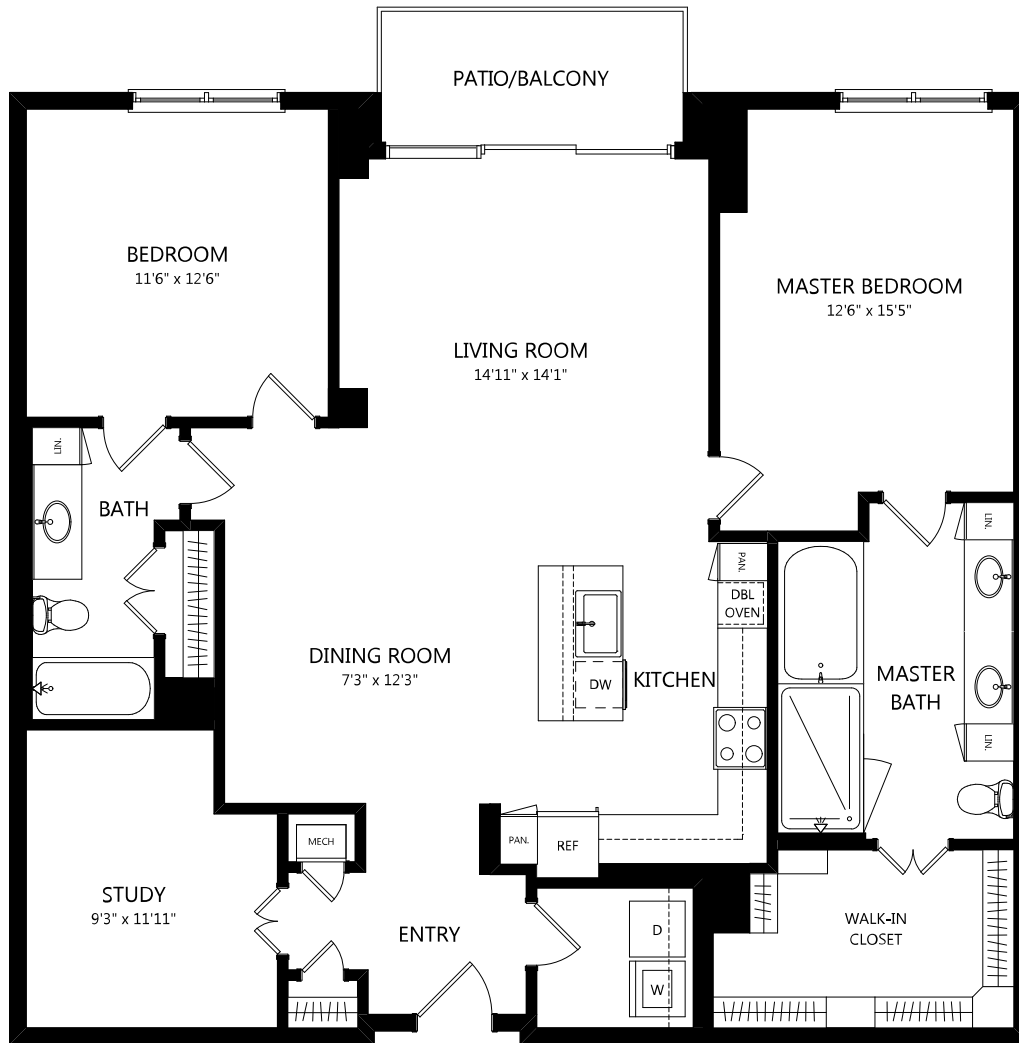 PATIO/BALCONY
BEDROOM
11'6" x 12'6"
MASTER BEDROOM
12'6" x 15'5"
LIVING ROOM
14'11" x 14'1"
LIN.
BATH
LIN.
PAN.
DBL
OVEN
DINING ROOM
7'3" x 12'3"
DW
KITCHEN
MASTER
BATH
LIN.
MECH
PAN.
REF
STUDY
9'3" x 11'11"
ENTRY
D
W
WALK-IN
CLOSET